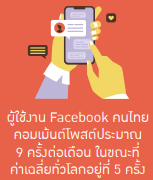 ผู้ใช้งาน Facebook คนไทย
คอมเม้นต์โพสต์ประมาณ
9 ครั้งต่อเดือน ในขณะที่
ค่าเฉลี่ยทั่วโลกอยู่ที่ 5 ครั้ง